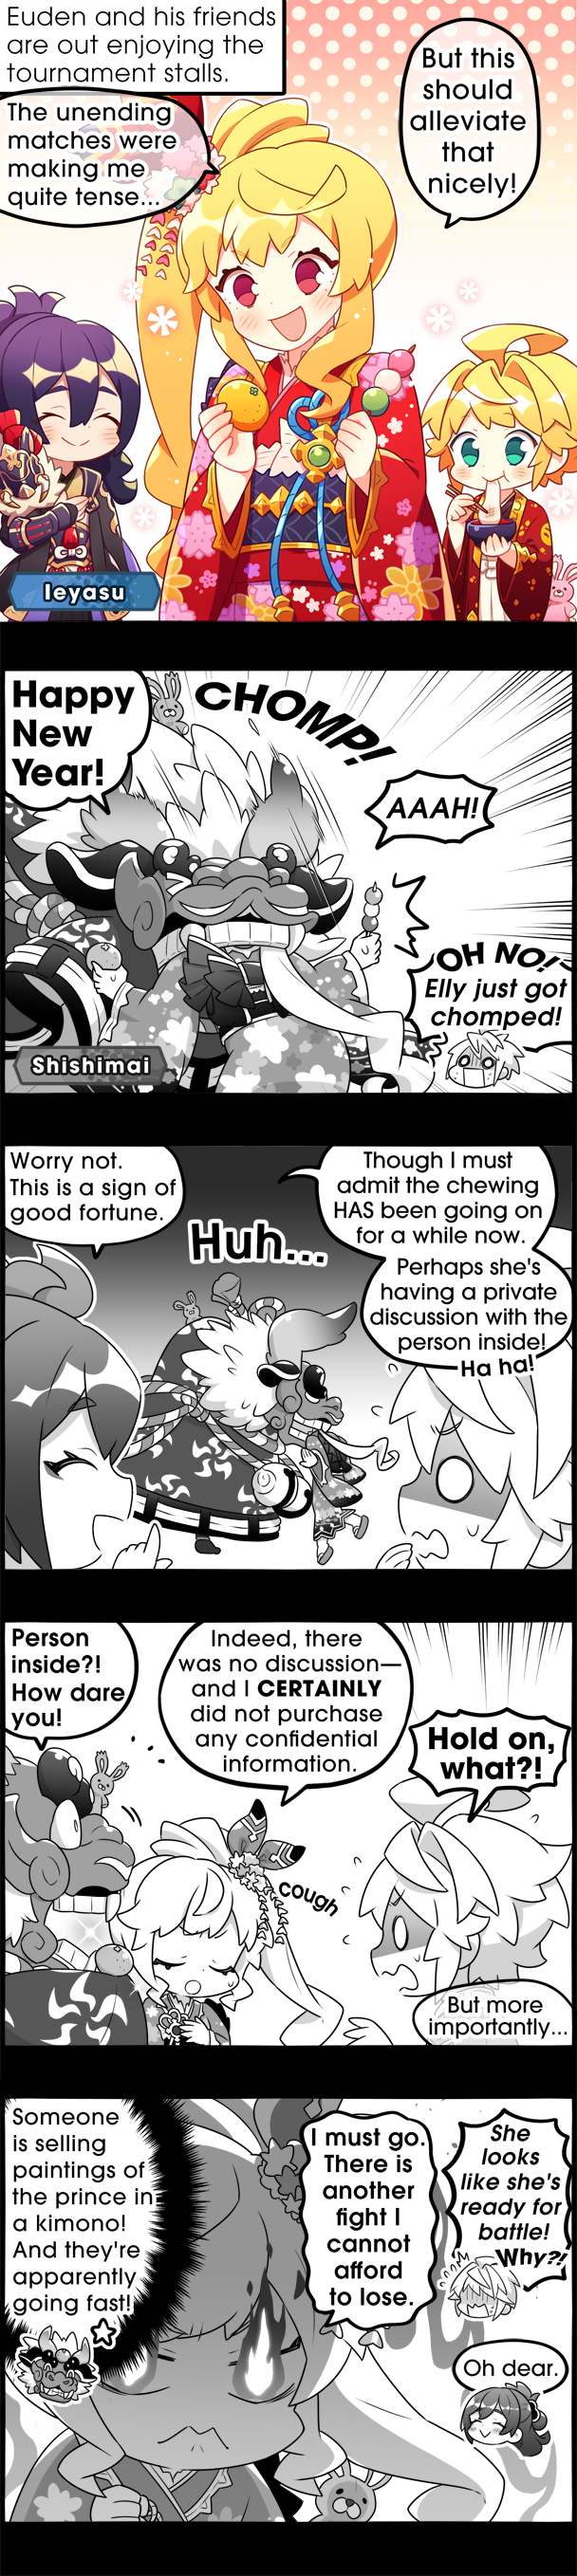 Euden and his friends
are out enjoying the
tournament stalls.
The unending
matches were
making me
quite tense...
But this
should
alleviate
that
nicely!
Ieyasu
Happy
New
Year!
CHOMP!
AAAH!
OH NO!
Elly just got
chomped!
Shishimai
Worry not.
This is a sign of
good fortune.
Huh...
Though I must
admit the chewing
HAS been going on
for a while now.
Perhaps she's
having a private
discussion with the
person inside!
Ha ha!
Person
inside?!
How dare
you!
Indeed, there
was no discussion—
and I CERTAINLY
did not purchase
any confidential
information.
Hold on,
what?!
cough
But more
importantly...
Someone
is selling
paintings of
the prince in
a kimono!
And they're
apparently
going fast!
I must go.
There is
another
fight I
cannot
afford
to lose.
She
looks
like she's
ready for
battle!
Why?!
Oh dear.